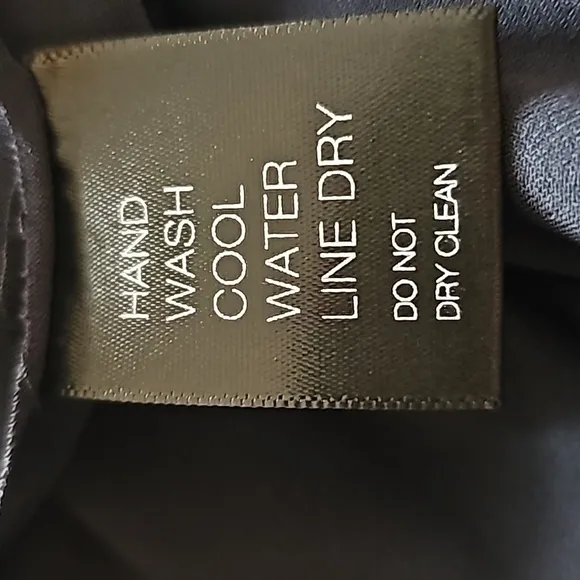 HAND
WASH
COOL
WATER
LINE DRY
DO NOT
DRY CLEAN